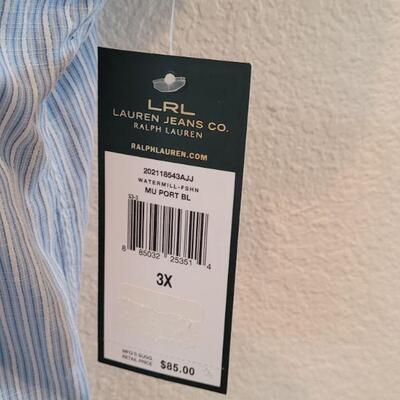 LRL
LAUREN JEANS CO.
RALPH LAUREN
RALPHLAUREN.COM
202118543AJJ
WATERMILL-FSHN
MU PORT BL
S3-3
8 85032 25351 4
3X
MFG'S SUGG.
RETAIL PRICE
$85.00